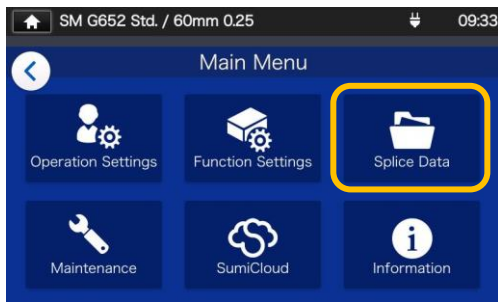 SM G652 Std. / 60mm 0.25 09:33
Main Menu
Operation Settings Function Settings Splice Data
Maintenance SumiCloud Information